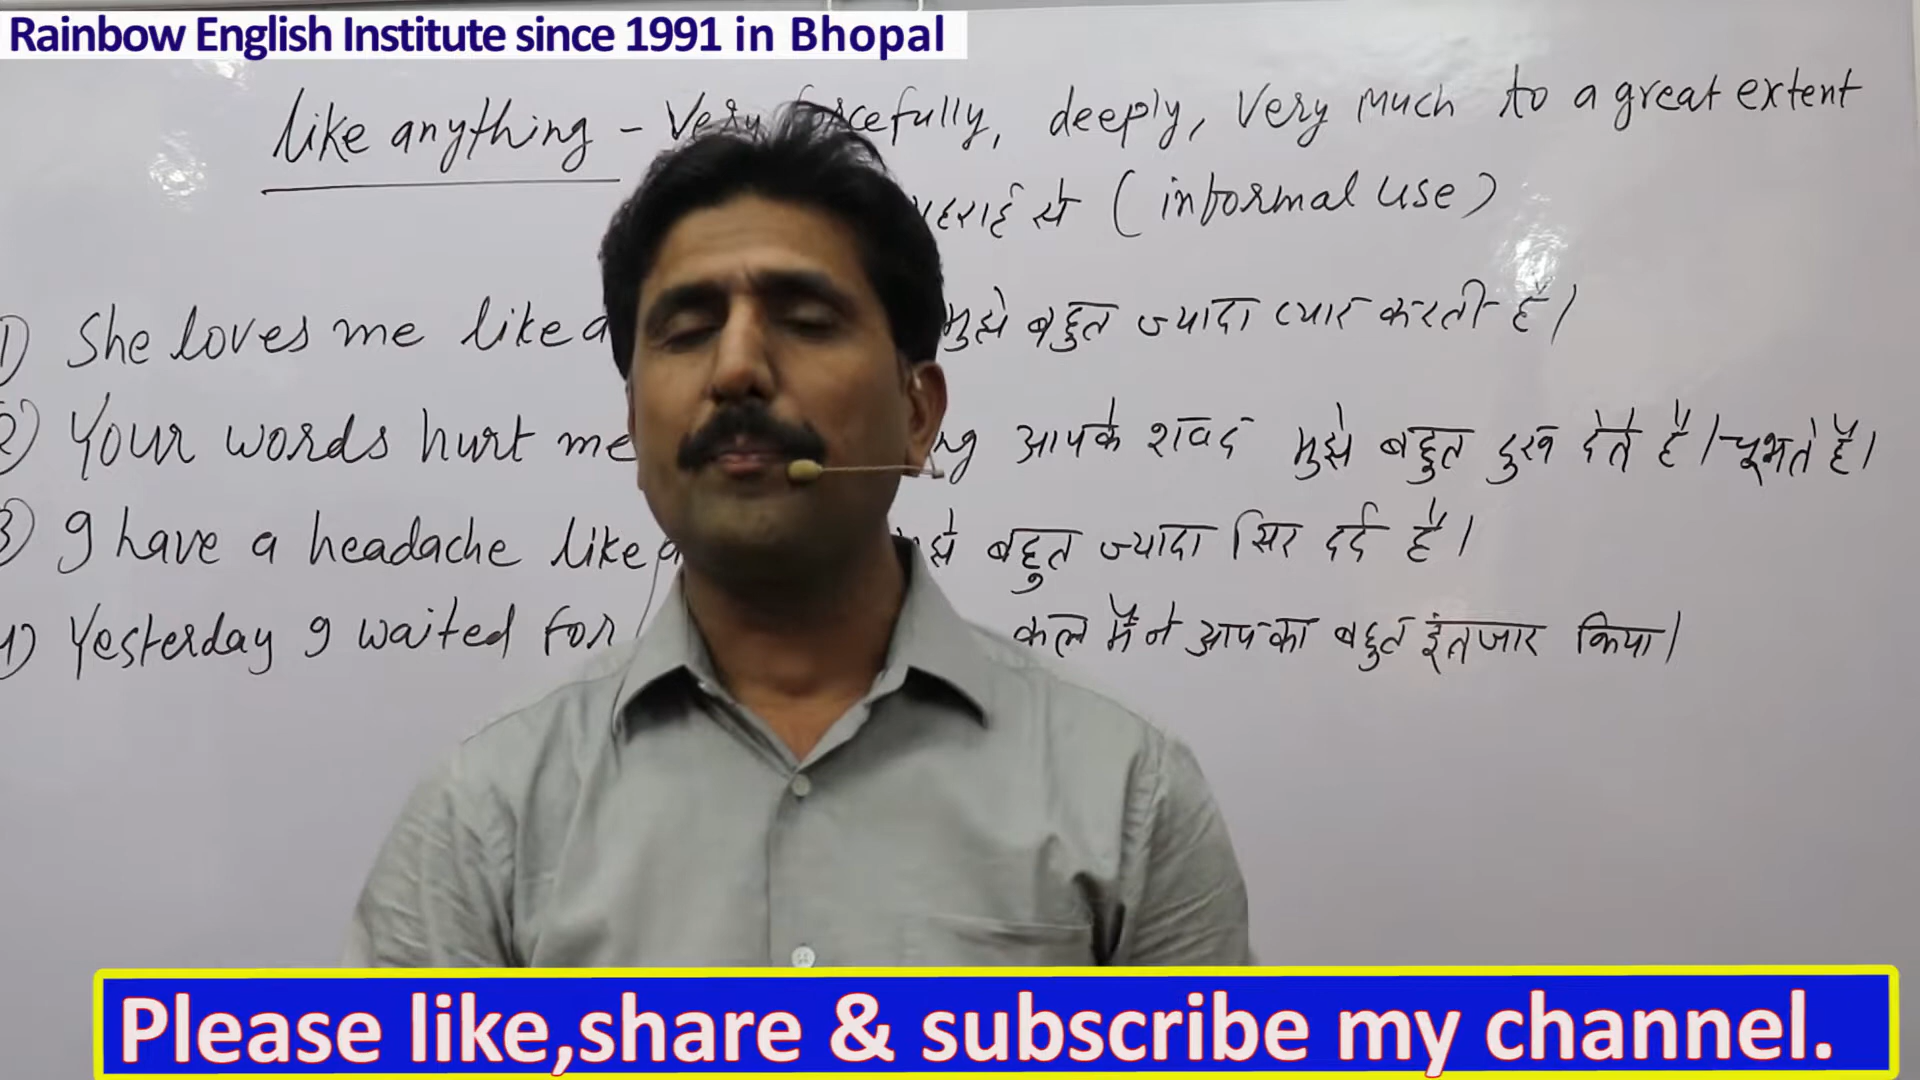 Rainbow English Institute since 1991 in Bhopal
like anything - Very forcefully, deeply, Very much to a great extent
से (informal use)
1) She loves me like a मुझे बहुत ज्यादा प्यार करती है।
2) Your words hurt me ng आपके शब्द मुझे बहुत दुख देते हैं। चूभते हैं।
3) I have a headache like a बहुत ज्यादा सिर दर्द है।
4) Yesterday I waited for कल मैंने आपका बहुत इंतजार किया।
Please like,share & subscribe my channel.